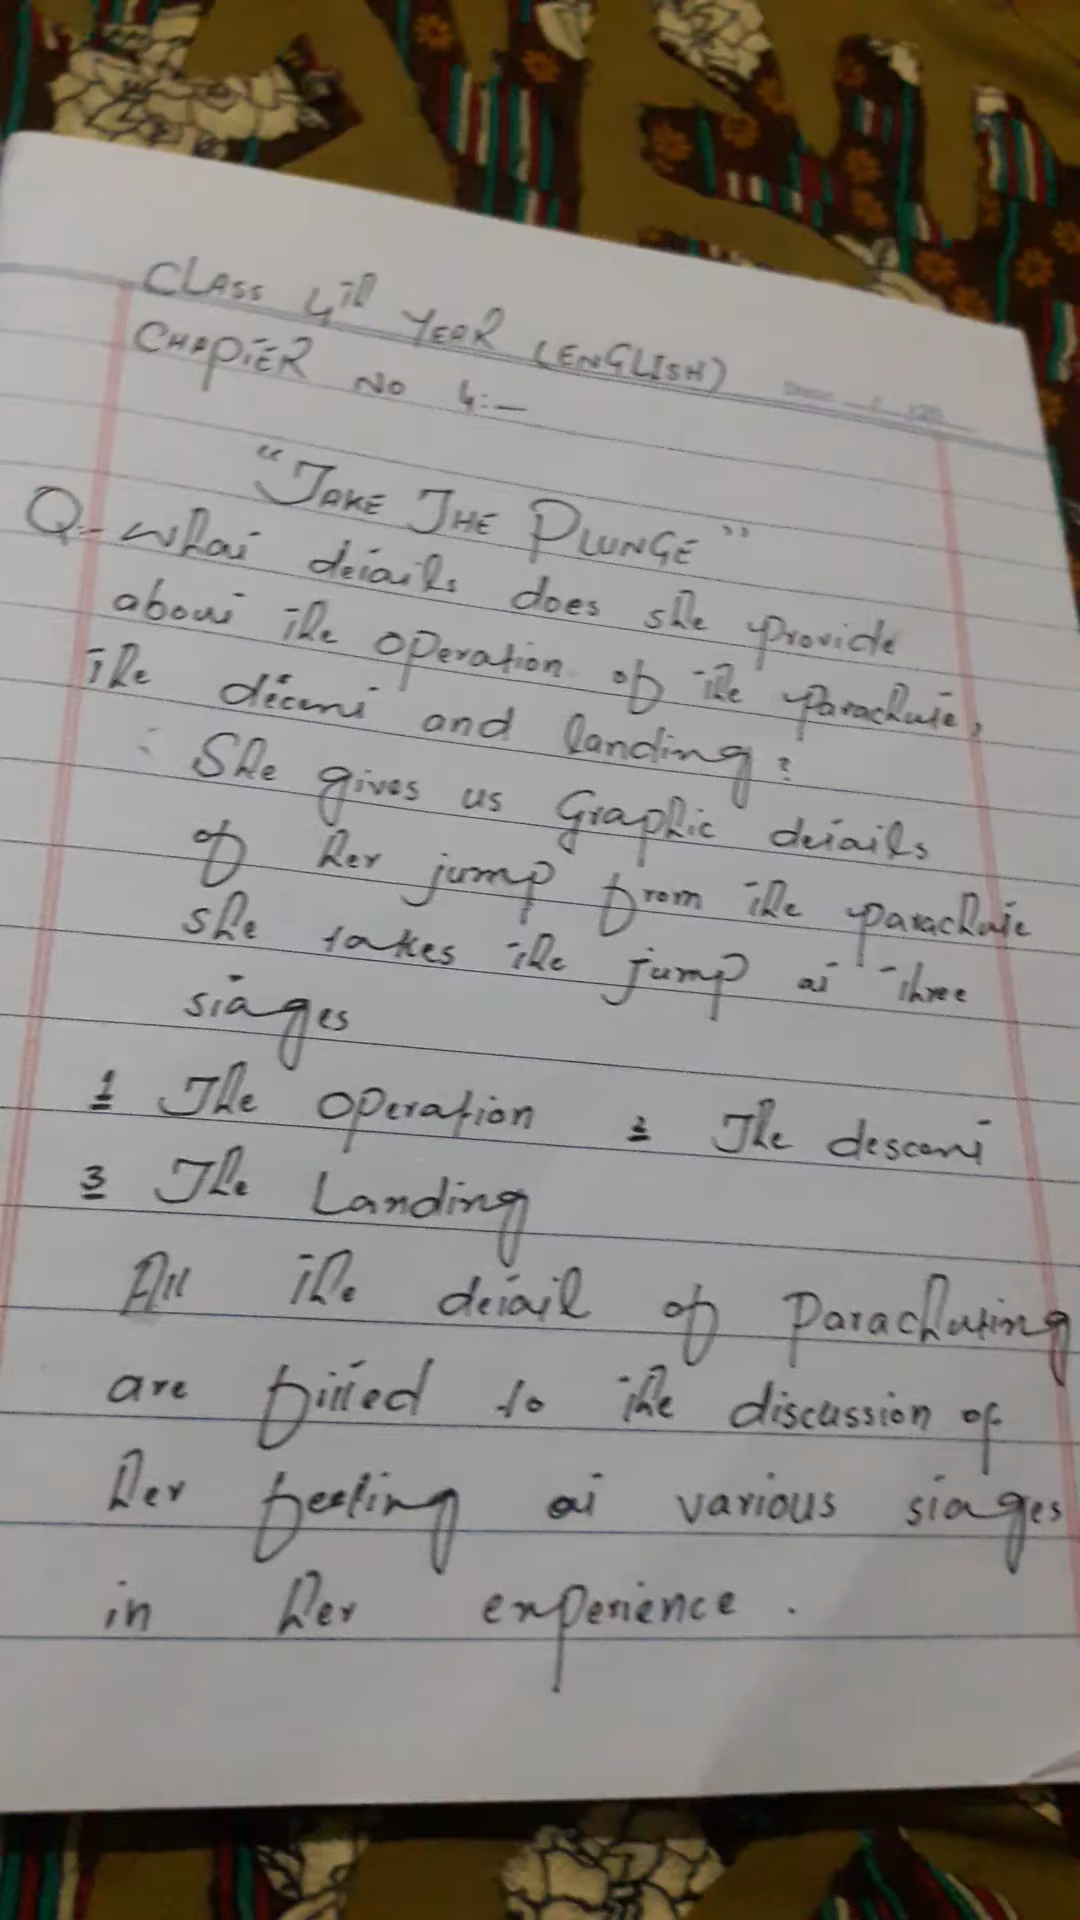 CLASS 4th YEAR (ENGLISH)
CHAPTER NO 4:-
"TAKE THE PLUNGE"
Q- What details does she provide
about the operation of the parachute,
the decent and landing?
: She gives us Graphic details
of her jump from the parachute
she takes the jump at three
stages
1 The operation 2 The descent
3 The Landing
All the detail of Parachuting
are fitted to the discussion of
her feeling at various stages
in her experience.